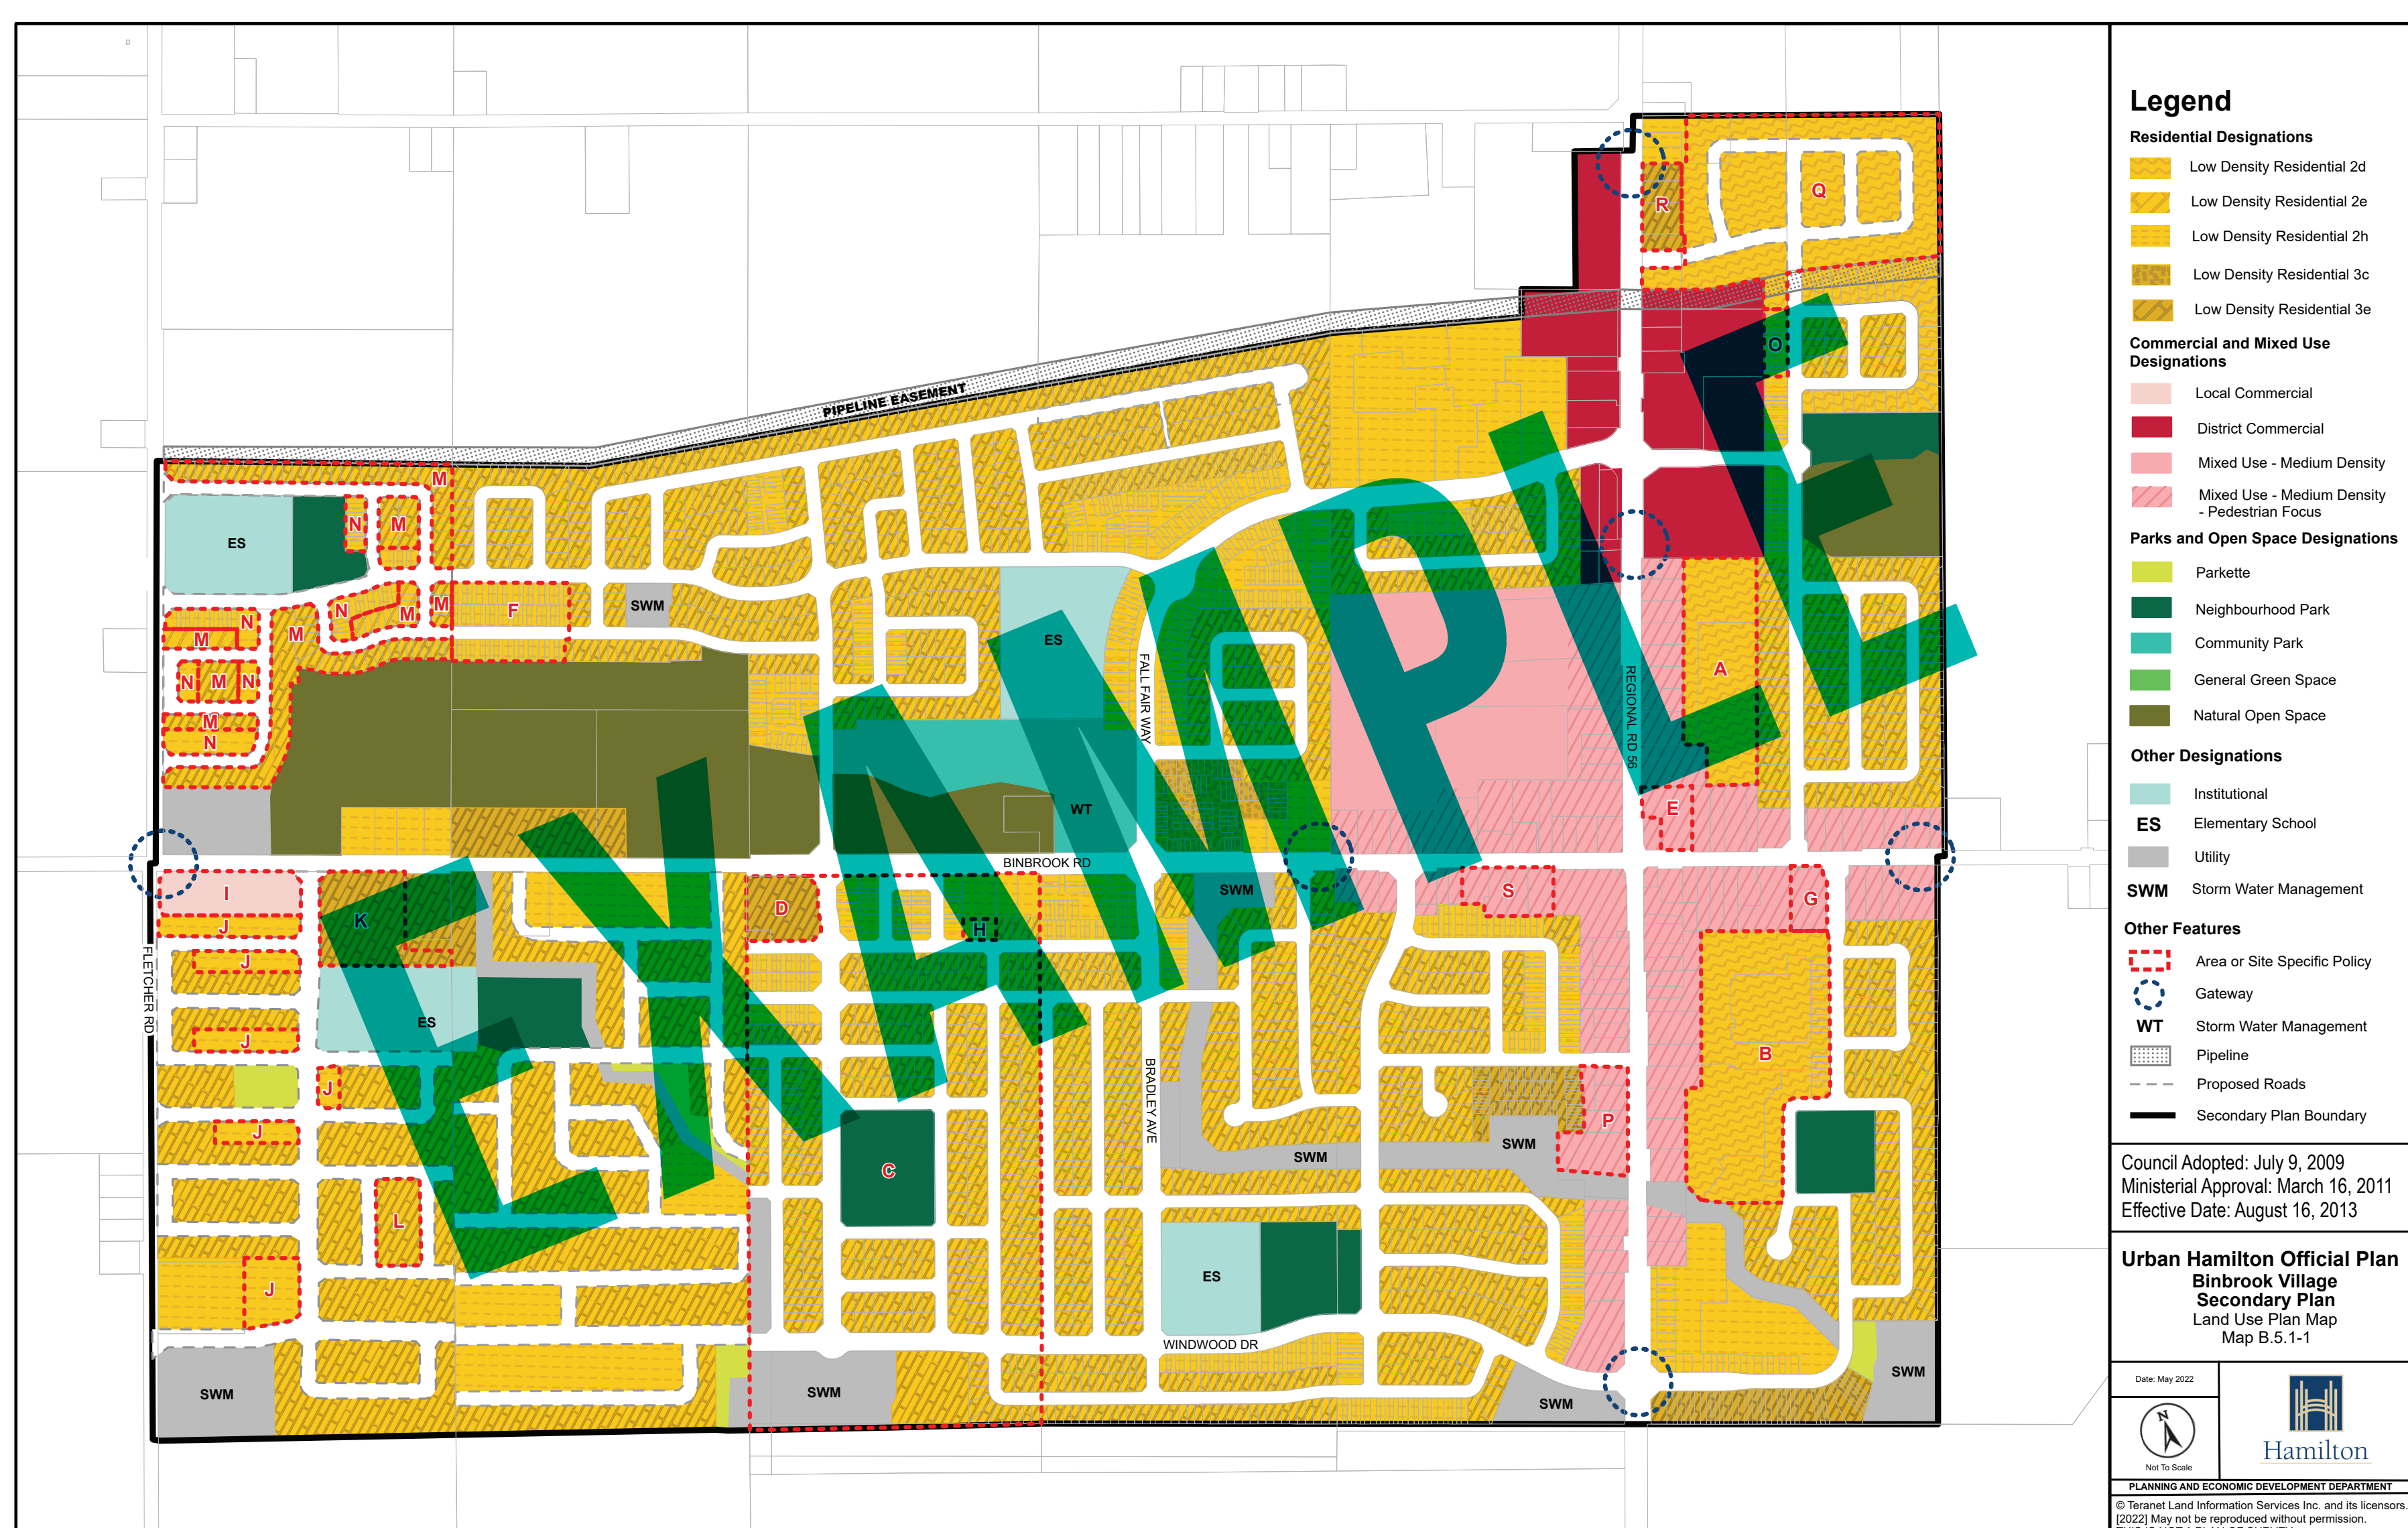 R
Q
O
PIPELINE EASEMENT
M
ES
N
M
N
M
M
F
SWM
N
M
M
N
M
N
M
N
ES
FALL FAIR WAY
REGIONAL RD 56
A
WT
E
BINBROOK RD
I
J
K
D
H
SWM
S
G
FLETCHER RD
J
J
ES
J
J
L
J
C
BRADLEY AVE
B
P
SWM
SWM
ES
WINDWOOD DR
SWM
SWM
SWM
SWM
EXAMPLE
Legend
Residential Designations
Low Density Residential 2d
Low Density Residential 2e
Low Density Residential 2h
Low Density Residential 3c
Low Density Residential 3e
Commercial and Mixed Use
Designations
Local Commercial
District Commercial
Mixed Use - Medium Density
Mixed Use - Medium Density
- Pedestrian Focus
Parks and Open Space Designations
Parkette
Neighbourhood Park
Community Park
General Green Space
Natural Open Space
Other Designations
Institutional
ES Elementary School
Utility
SWM Storm Water Management
Other Features
Area or Site Specific Policy
Gateway
WT Storm Water Management
Pipeline
Proposed Roads
Secondary Plan Boundary
Council Adopted: July 9, 2009
Ministerial Approval: March 16, 2011
Effective Date: August 16, 2013
Urban Hamilton Official Plan
Binbrook Village
Secondary Plan
Land Use Plan Map
Map B.5.1-1
Date: May 2022
N
Not To Scale
Hamilton
PLANNING AND ECONOMIC DEVELOPMENT DEPARTMENT
© Teranet Land Information Services Inc. and its licensors.
[2022] May not be reproduced without permission.